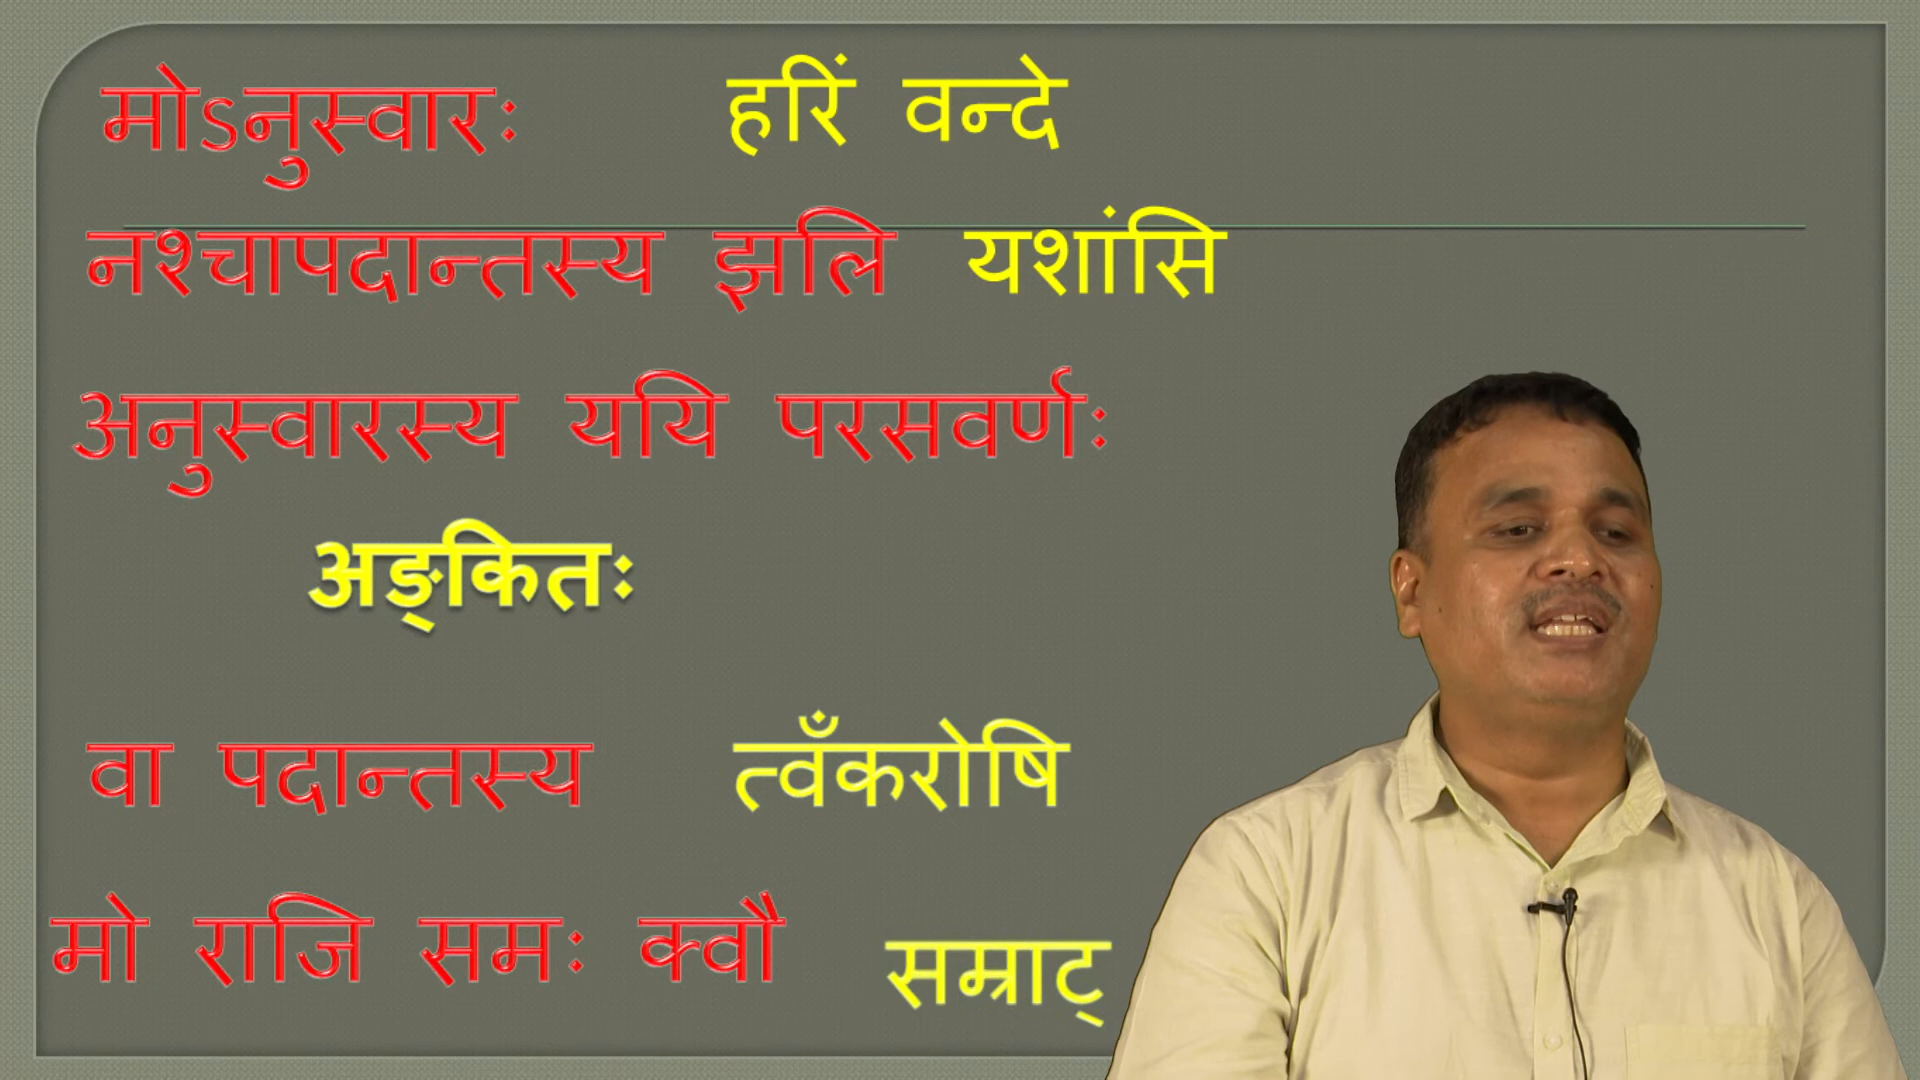 मोऽनुस्वारः हरिं वन्दे
नश्चापदान्तस्य झलि यशांसि
अनुस्वारस्य ययि परसवर्णः
अङ्कितः
वा पदान्तस्य त्वँकरोषि
मो राजि समः क्वौ सम्राट्